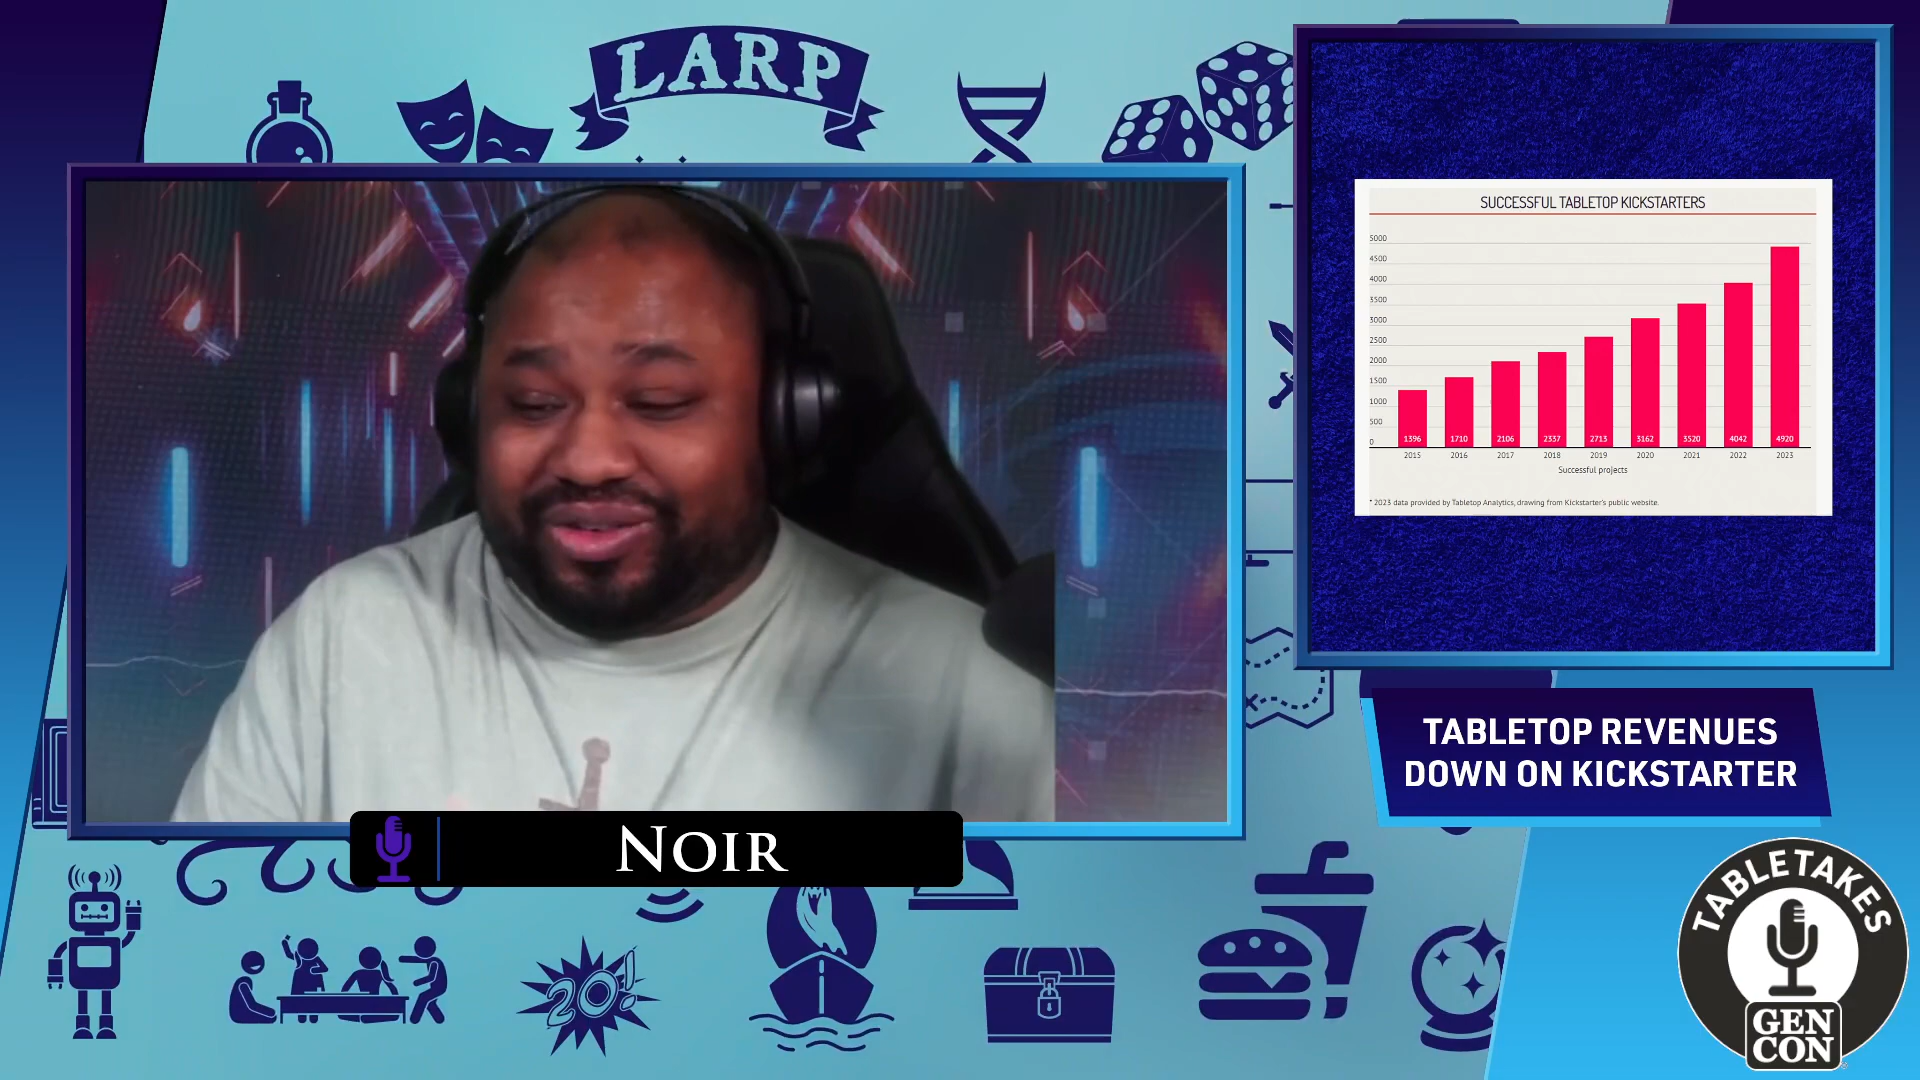 LARP
SUCCESSFUL TABLETOP KICKSTARTERS
5000
4500
4000
3500
3000
2500
2000
1500
1000
500
0
1396 1710 2106 2337 2713 3162 3520 4042 4920
2015 2016 2017 2018 2019 2020 2021 2022 2023
Successful projects
* 2023 data provided by Tabletop Analytics, drawing from Kickstarter's public website.
TABLETOP REVENUES
DOWN ON KICKSTARTER
NOIR
20!
TABLETAKES
GEN
CON